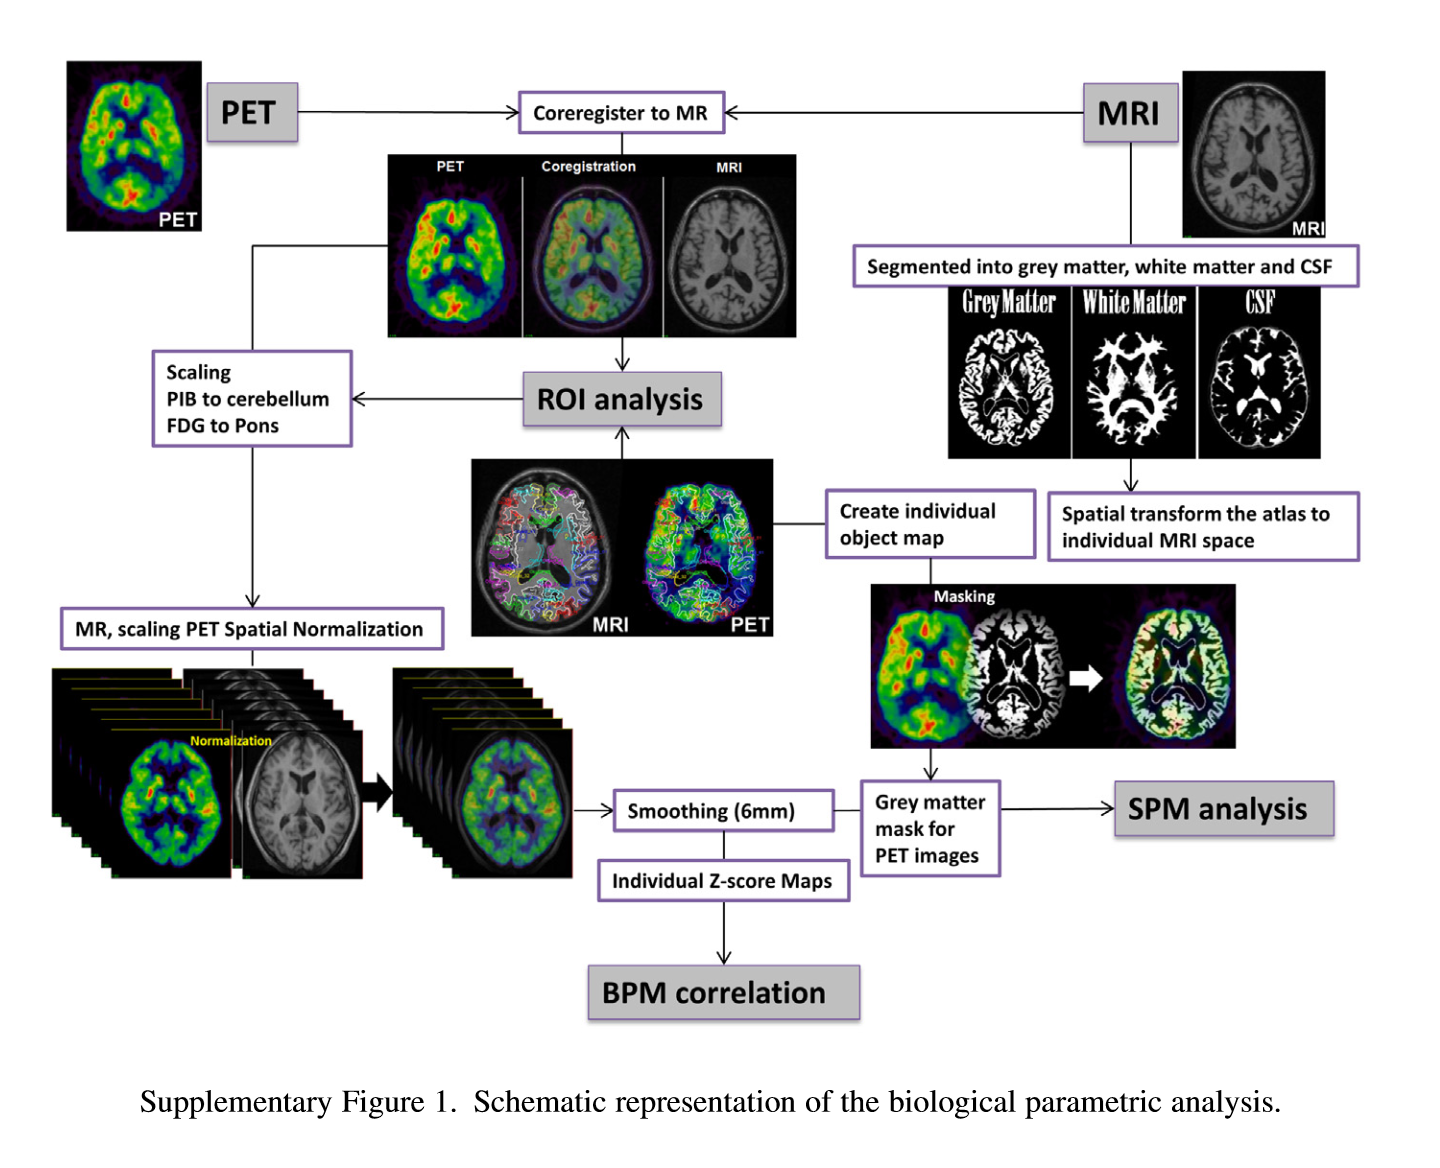 PET
PET
Coreregister to MR
MRI
MRI
PET
Coregistration
MRI
Segmented into grey matter, white matter and CSF
Grey Matter
White Matter
CSF
Scaling
PIB to cerebellum
FDG to Pons
ROI analysis
MRI
PET
Create individual
object map
Spatial transform the atlas to
individual MRI space
Masking
MR, scaling PET Spatial Normalization
Normalization
Smoothing (6mm)
Grey matter
mask for
PET images
SPM analysis
Individual Z-score Maps
BPM correlation
Supplementary Figure 1. Schematic representation of the biological parametric analysis.